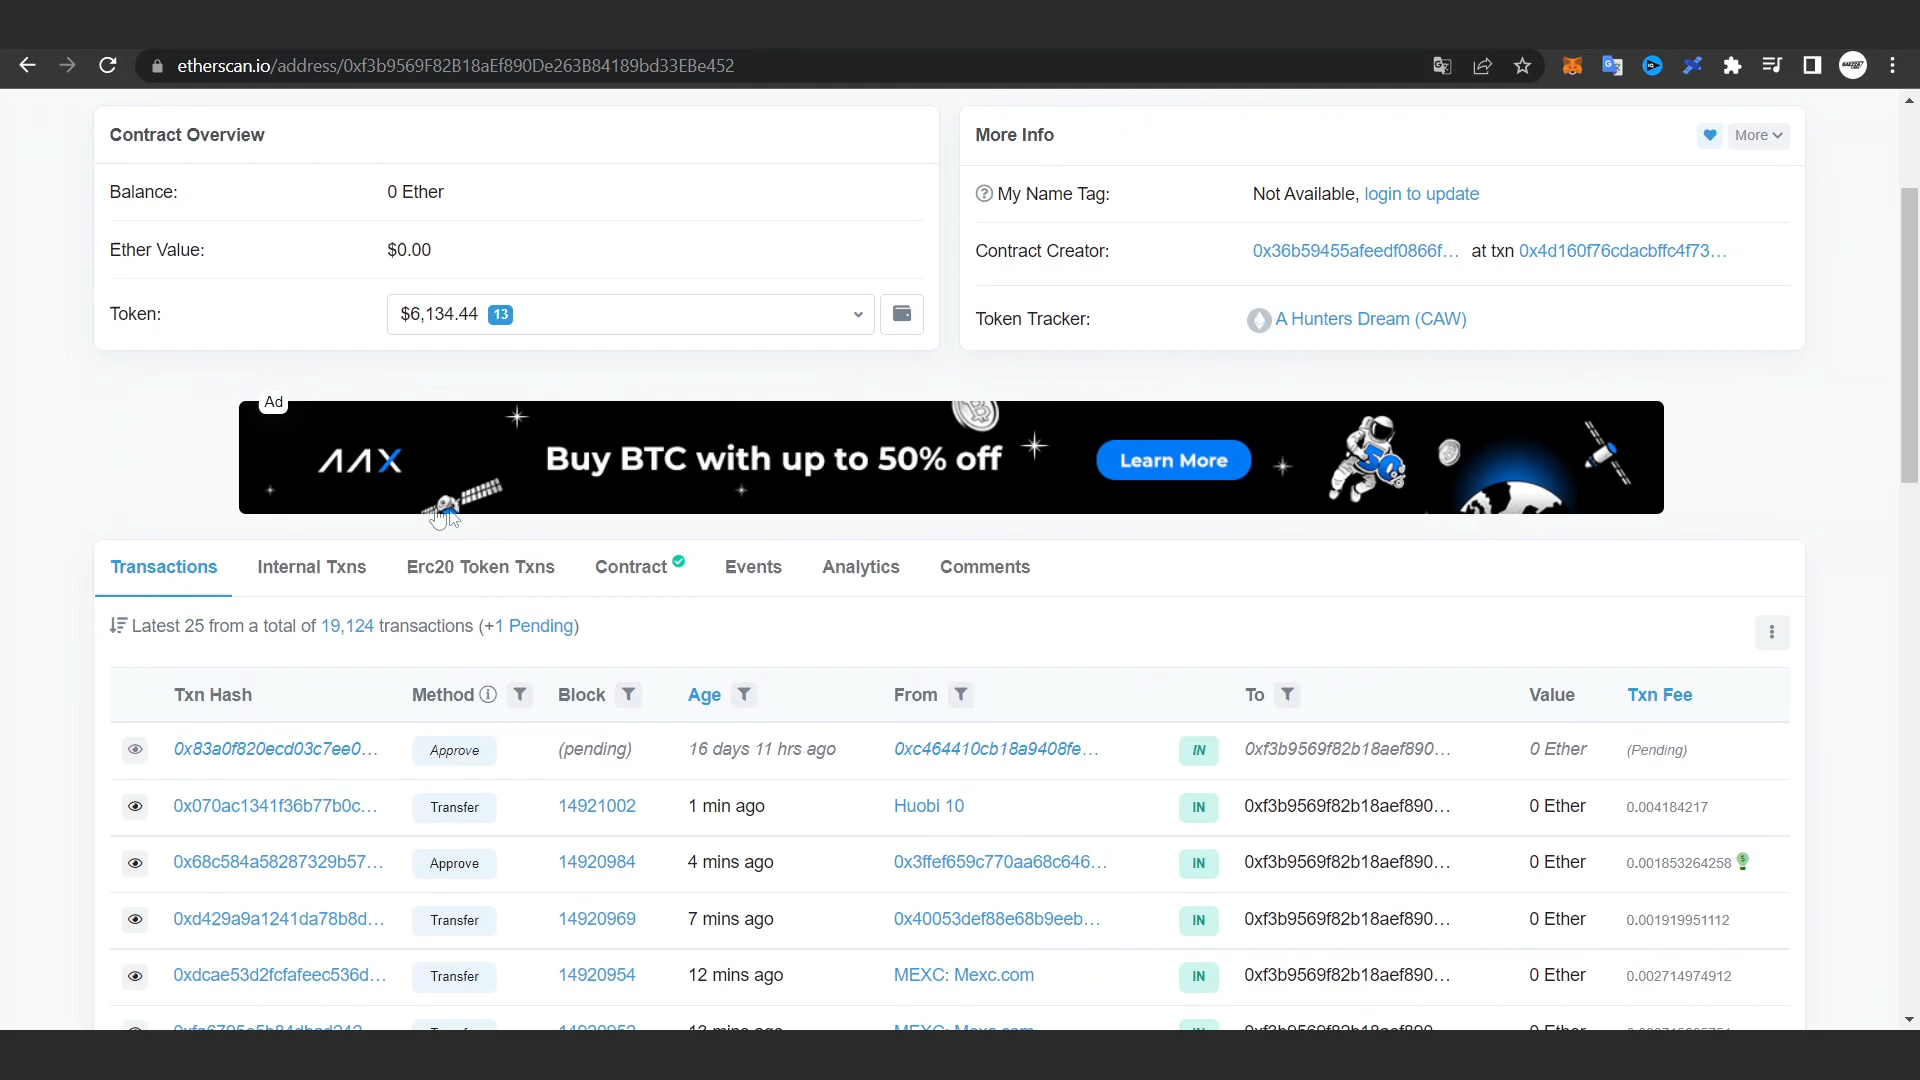 etherscan.io/address/0xf3b9569F82B18aEf890De263B84189bd33EBe452
Contract Overview
Balance: 0 Ether
Ether Value: $0.00
Token: $6,134.44 13
More Info
More
My Name Tag: Not Available, login to update
Contract Creator: 0x36b59455afeedf0866f... at txn 0x4d160f76cdacbffc4f73...
Token Tracker: A Hunters Dream (CAW)
Ad
AAX Buy BTC with up to 50% off Learn More 50%
Transactions Internal Txns Erc20 Token Txns Contract Events Analytics Comments
Latest 25 from a total of 19,124 transactions (+1 Pending)
Txn Hash Method Block Age From To Value Txn Fee
0x83a0f820ecd03c7ee0... Approve (pending) 16 days 11 hrs ago 0xc464410cb18a9408fe... IN 0xf3b9569f82b18aef890... 0 Ether (Pending)
0x070ac1341f36b77b0c... Transfer 14921002 1 min ago Huobi 10 IN 0xf3b9569f82b18aef890... 0 Ether 0.004184217
0x68c584a58287329b57... Approve 14920984 4 mins ago 0x3ffef659c770aa68c646... IN 0xf3b9569f82b18aef890... 0 Ether 0.001853264258
0xd429a9a1241da78b8d... Transfer 14920969 7 mins ago 0x40053def88e68b9eeb... IN 0xf3b9569f82b18aef890... 0 Ether 0.001919951112
0xdcae53d2fcfafeec536d... Transfer 14920954 12 mins ago MEXC: Mexc.com IN 0xf3b9569f82b18aef890... 0 Ether 0.002714974912
MEXC: Mexc.com 0xf3b9569f82b18aef890... 0 Ether